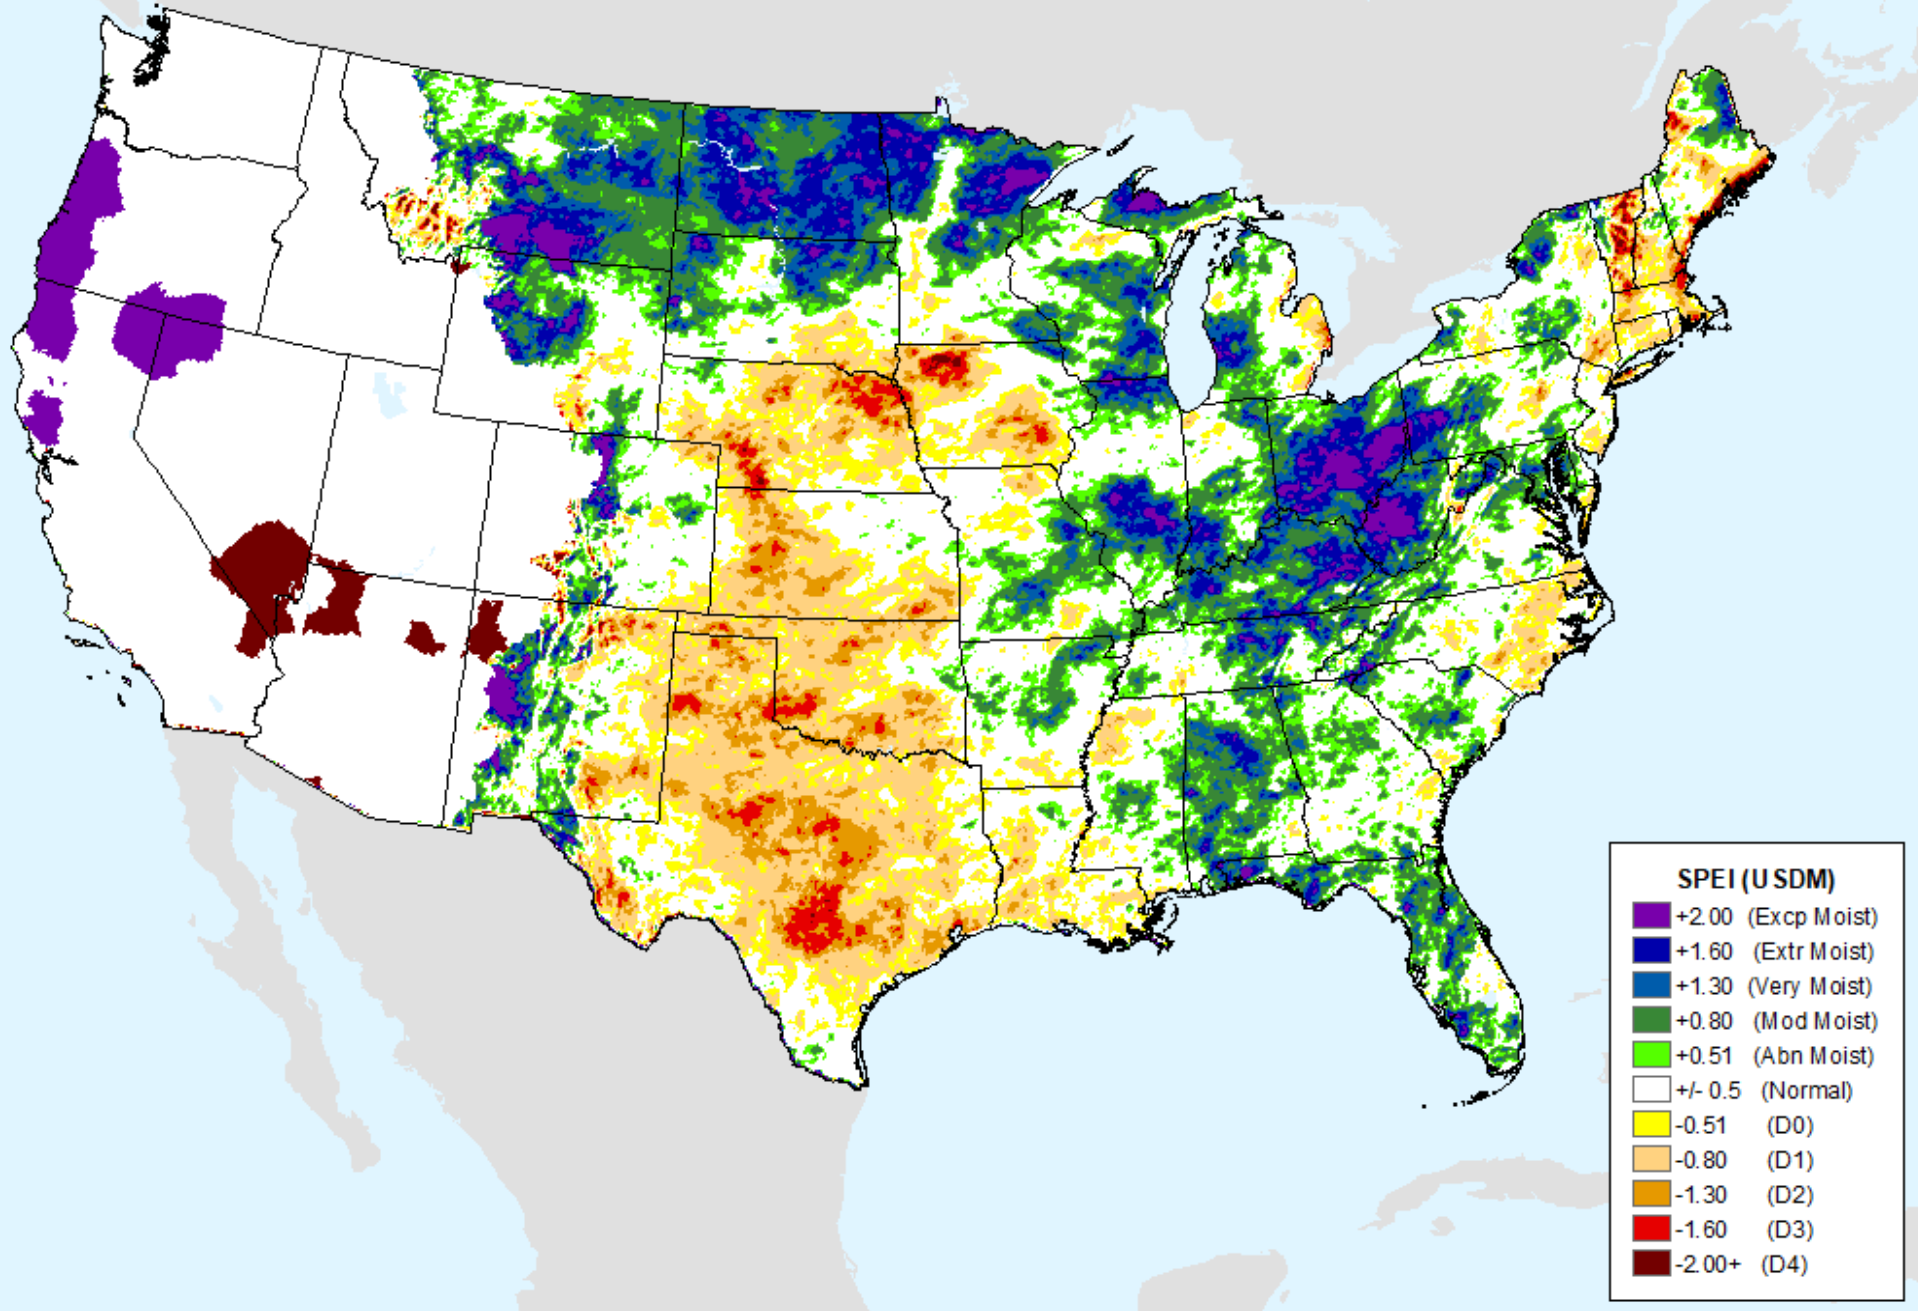 SPEI (USDM)
+2.00 (Excp Moist)
+1.60 (Extr Moist)
+1.30 (Very Moist)
+0.80 (Mod Moist)
+0.51 (Abn Moist)
+/- 0.5 (Normal)
-0.51 (D0)
-0.80 (D1)
-1.30 (D2)
-1.60 (D3)
-2.00+ (D4)